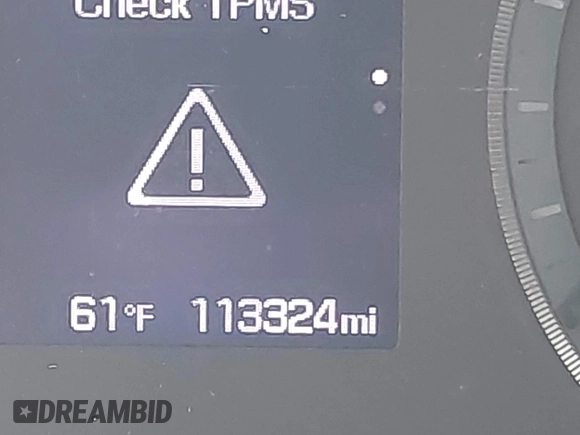 Check TPMS
61°F 113324mi
DREAMBID